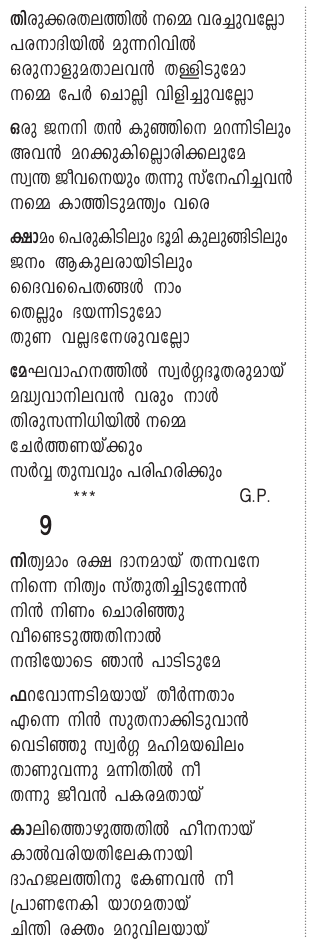 തിരുക്കരതലത്തിൽ നമ്മെ വരച്ചുവല്ലോ
പരനാദിയിൽ മുന്നറിവിൽ
ഒരുനാളുമതാലവൻ തള്ളിടുമോ
നമ്മെ പേർ ചൊല്ലി വിളിച്ചുവല്ലോ
ഒരു ജനനി തൻ കുഞ്ഞിനെ മറന്നിടിലും
അവൻ മറക്കുകില്ലൊരിക്കലുമേ
സ്വന്ത ജീവനെയും തന്നു സ്നേഹിച്ചവൻ
നമ്മെ കാത്തിടുമന്ത്യം വരെ
ക്ഷാമം പെരുകിടിലും ഭൂമി കുലുങ്ങിടിലും
ജനം ആകുലരായിടിലും
ദൈവപൈതങ്ങൾ നാം
തെല്ലും ഭയന്നിടുമോ
തുണ വല്ലഭനേശുവല്ലോ
മേഘവാഹനത്തിൽ സ്വർഗ്ഗദൂതരുമായ്
മദ്ധ്യവാനിലവൻ വരും നാൾ
തിരുസന്നിധിയിൽ നമ്മെ
ചേർത്തണയ്ക്കും
സർവ്വ തുമ്പവും പരിഹരിക്കും
*** G.P.
9
നിത്യമാം രക്ഷ ദാനമായ് തന്നവനേ
നിന്നെ നിത്യം സ്തുതിച്ചിടുന്നേൻ
നിൻ നിണം ചൊരിഞ്ഞു
വീണ്ടെടുത്തതിനാൽ
നന്ദിയോടെ ഞാൻ പാടിടുമേ
ഫറവോന്നടിമയായ് തീർന്നതാം
എന്നെ നിൻ സുതനാക്കിടുവാൻ
വെടിഞ്ഞു സ്വർഗ്ഗ മഹിമയഖിലം
താണുവന്നു മന്നിതിൽ നീ
തന്നു ജീവൻ പകരമതായ്
കാലിത്തൊഴുത്തതിൽ ഹീനനായ്
കാൽവരിയതിലേകനായി
ദാഹജലത്തിനു കേണവൻ നീ
പ്രാണനേകി യാഗമതായ്
ചിന്തി രക്തം മറുവിലയായ്